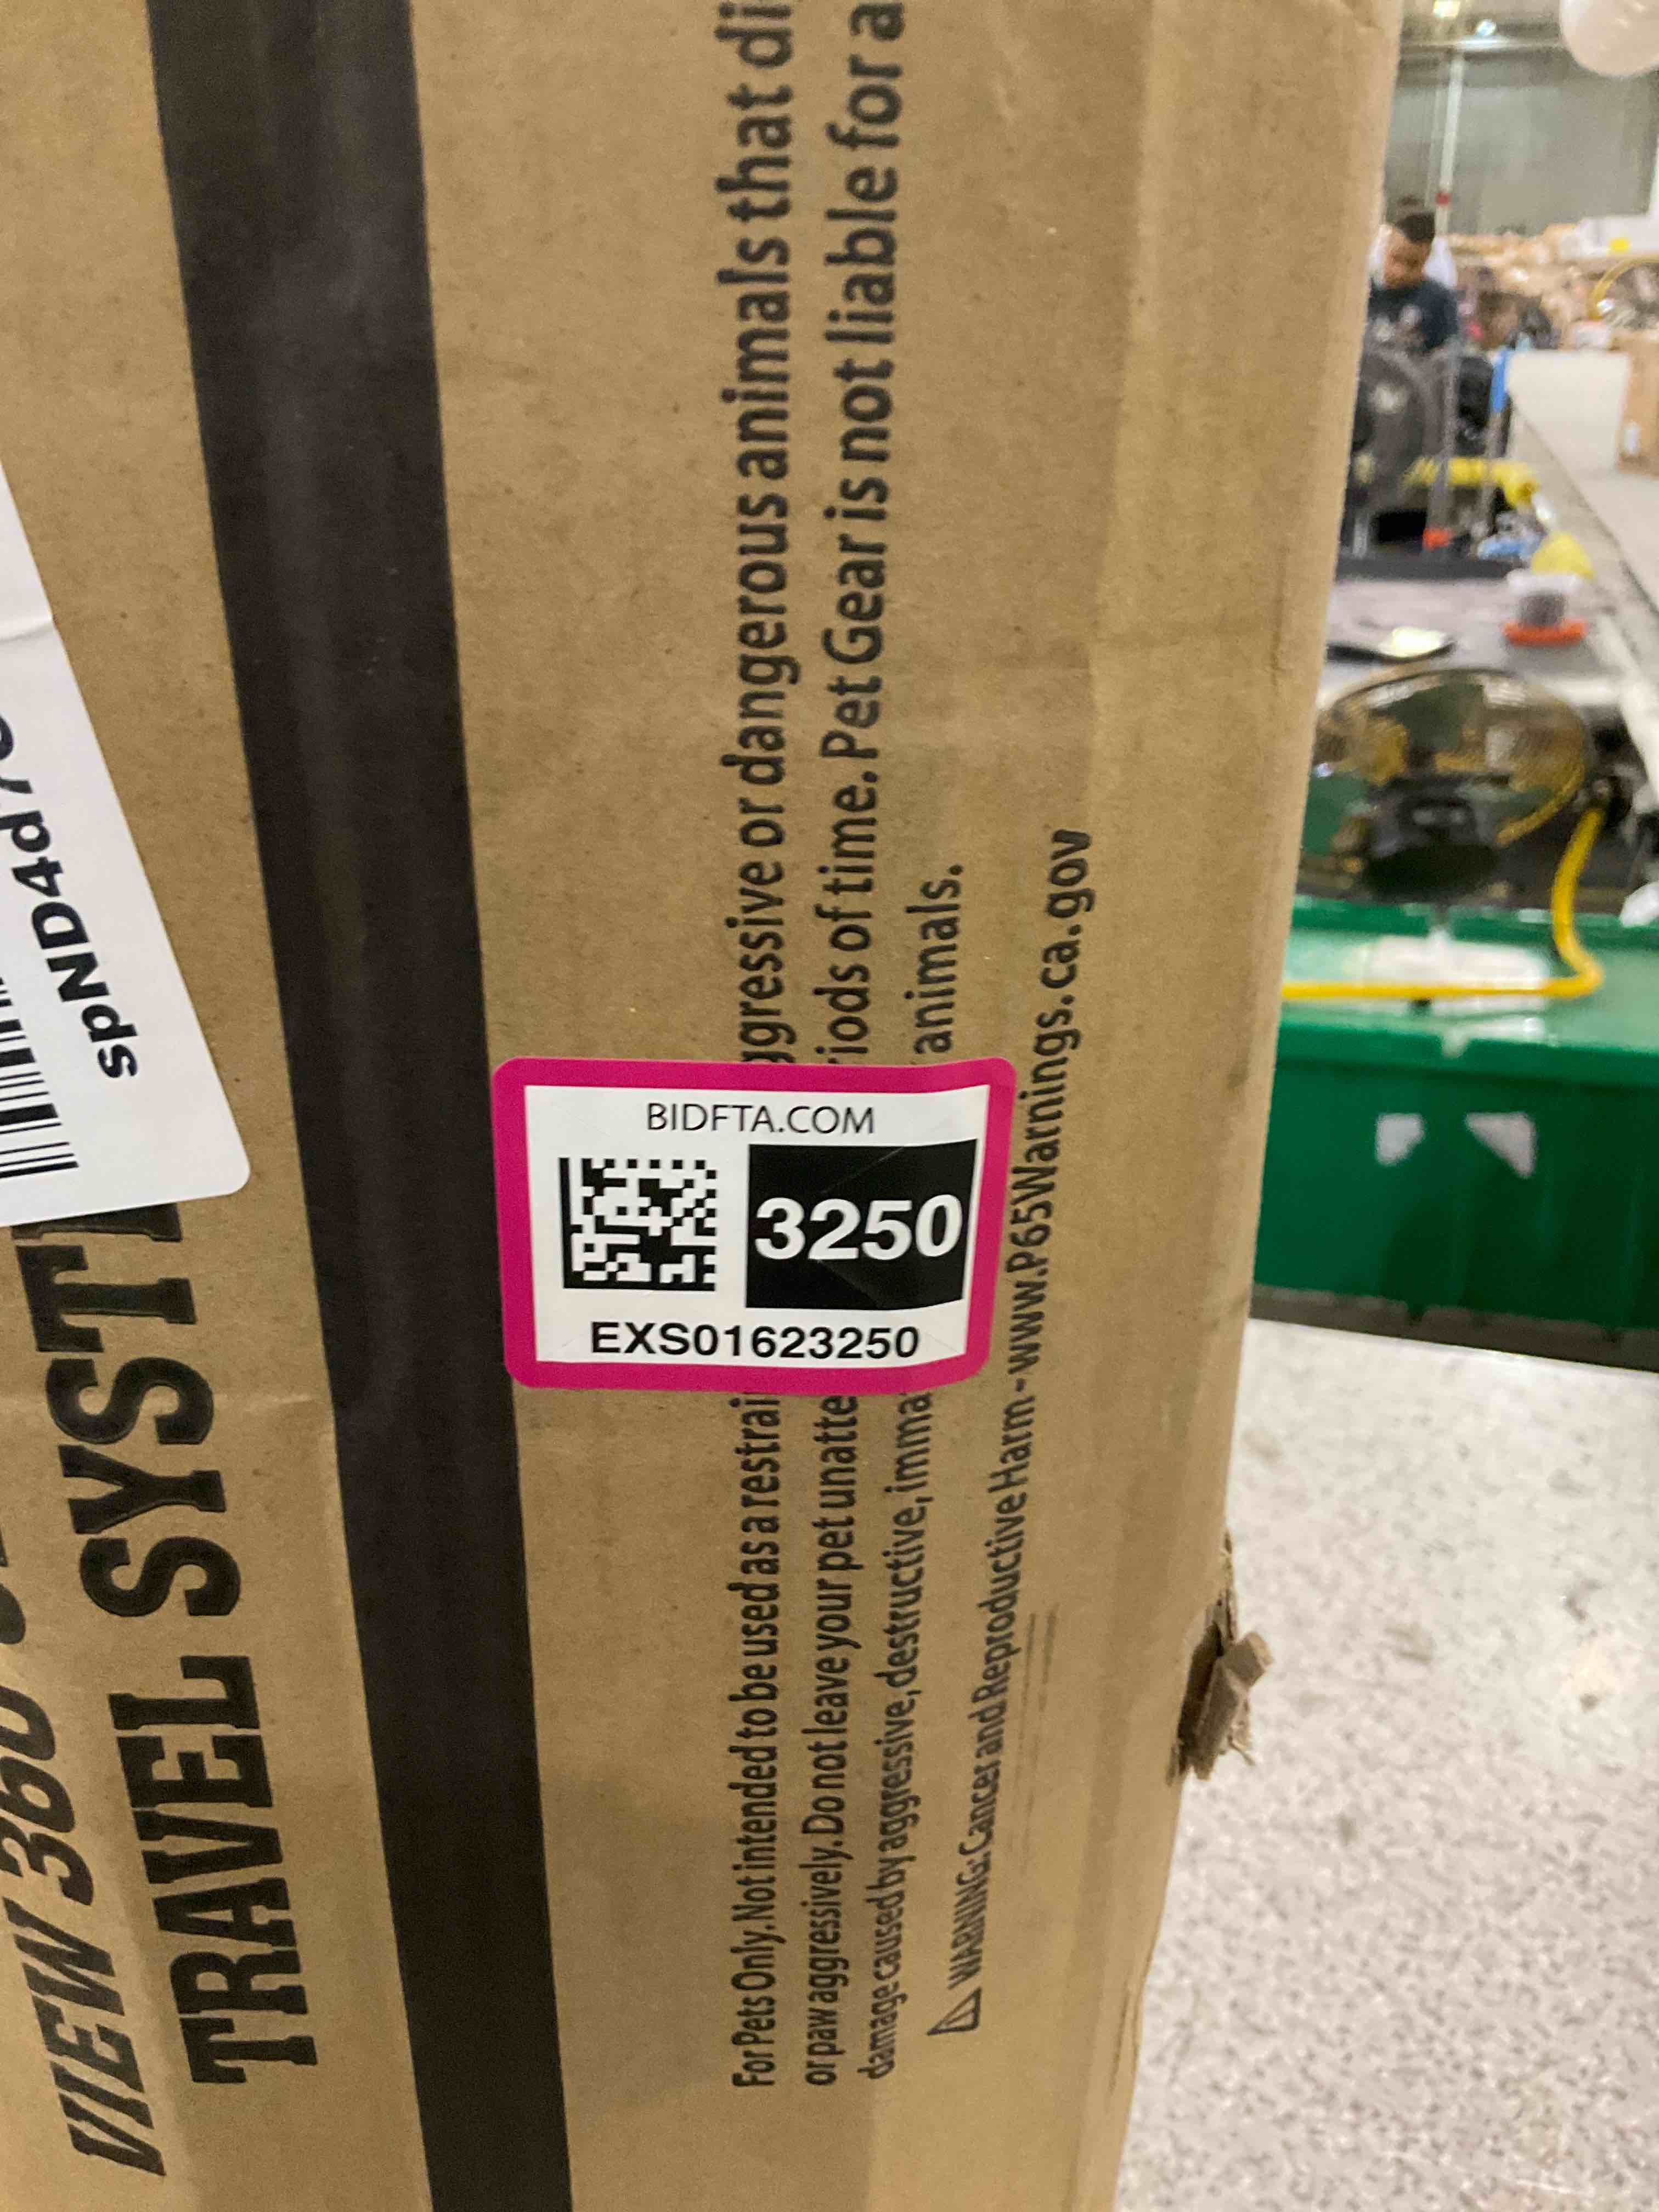 spND4d
VIEW 360
TRAVEL SYST
BIDFTA.COM
3250
EXS01623250
For Pets Only. Not intended to be used as a restrai ggressive or dangerous animals that di
or paw aggressively. Do not leave your pet unatte iods of time. Pet Gear is not liable for a
damage caused by aggressive, destructive, imma animals.
⚠ WARNING: Cancer and Reproductive Harm - www.P65Warnings.ca.gov